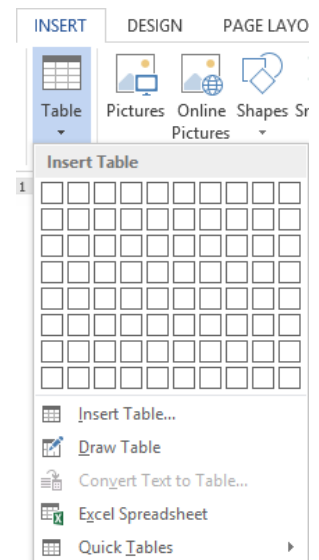 INSERT DESIGN PAGE LAYO
Table Pictures Online Pictures Shapes Sr
Insert Table
1
Insert Table...
Draw Table
Convert Text to Table...
Excel Spreadsheet
Quick Tables